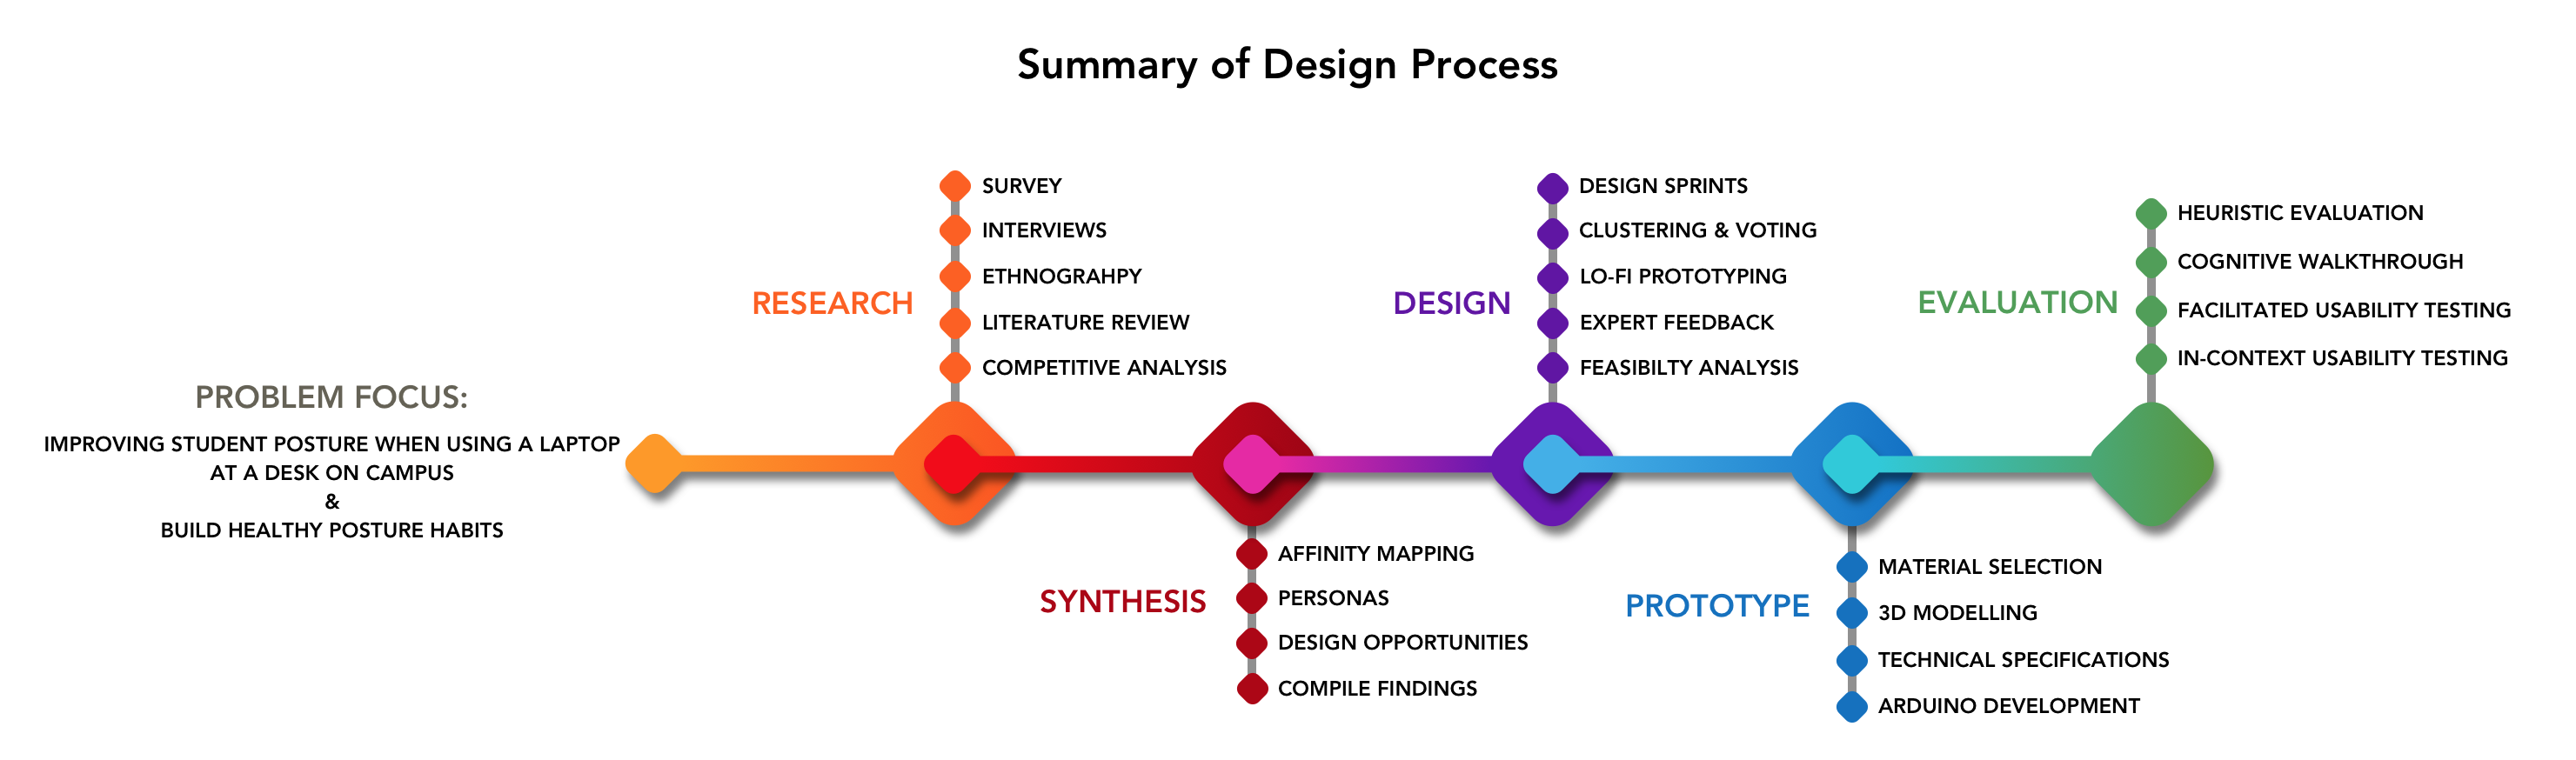 Summary of Design Process
PROBLEM FOCUS:
IMPROVING STUDENT POSTURE WHEN USING A LAPTOP
AT A DESK ON CAMPUS
&
BUILD HEALTHY POSTURE HABITS
RESEARCH
SURVEY
INTERVIEWS
ETHNOGRAHPY
LITERATURE REVIEW
COMPETITIVE ANALYSIS
SYNTHESIS
AFFINITY MAPPING
PERSONAS
DESIGN OPPORTUNITIES
COMPILE FINDINGS
DESIGN
DESIGN SPRINTS
CLUSTERING & VOTING
LO-FI PROTOTYPING
EXPERT FEEDBACK
FEASIBILTY ANALYSIS
PROTOTYPE
MATERIAL SELECTION
3D MODELLING
TECHNICAL SPECIFICATIONS
ARDUINO DEVELOPMENT
EVALUATION
HEURISTIC EVALUATION
COGNITIVE WALKTHROUGH
FACILITATED USABILITY TESTING
IN-CONTEXT USABILITY TESTING